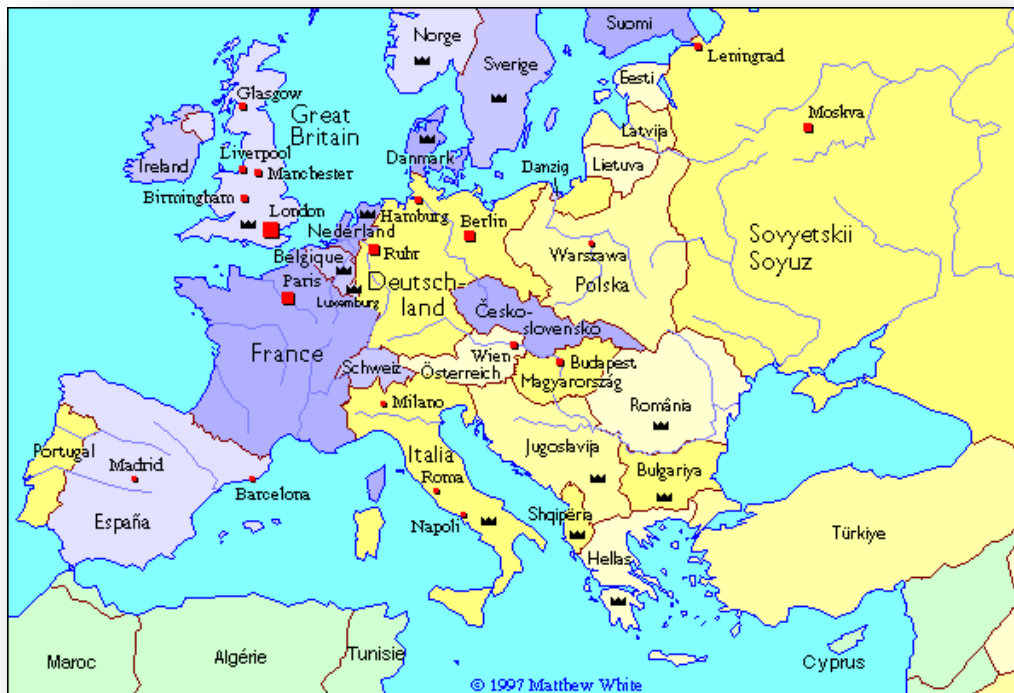 Norge
Suomi
Sverige
Leningrad
Eesti
Glasgow
Great
Britain
Moskva
Latvija
Danmark
Danzig
Lietuva
Liverpool
Ireland
Manchester
Birmingham
London
Hamburg
Berlin
Nederland
Sovyetskii
Soyuz
Ruhr
Warszawa
Belgique
Polska
Paris
Deutsch-
land
Luxemburg
Česko-
slovensko
France
Wien
Budapest
Schweiz
Österreich
Magyarország
Milano
România
Portugal
Italia
Jugoslavija
Madrid
Roma
Bulgariya
Barcelona
España
Napoli
Shqipëria
Türkiye
Hellas
Maroc
Algérie
Tunisie
Cyprus
© 1997 Matthew White